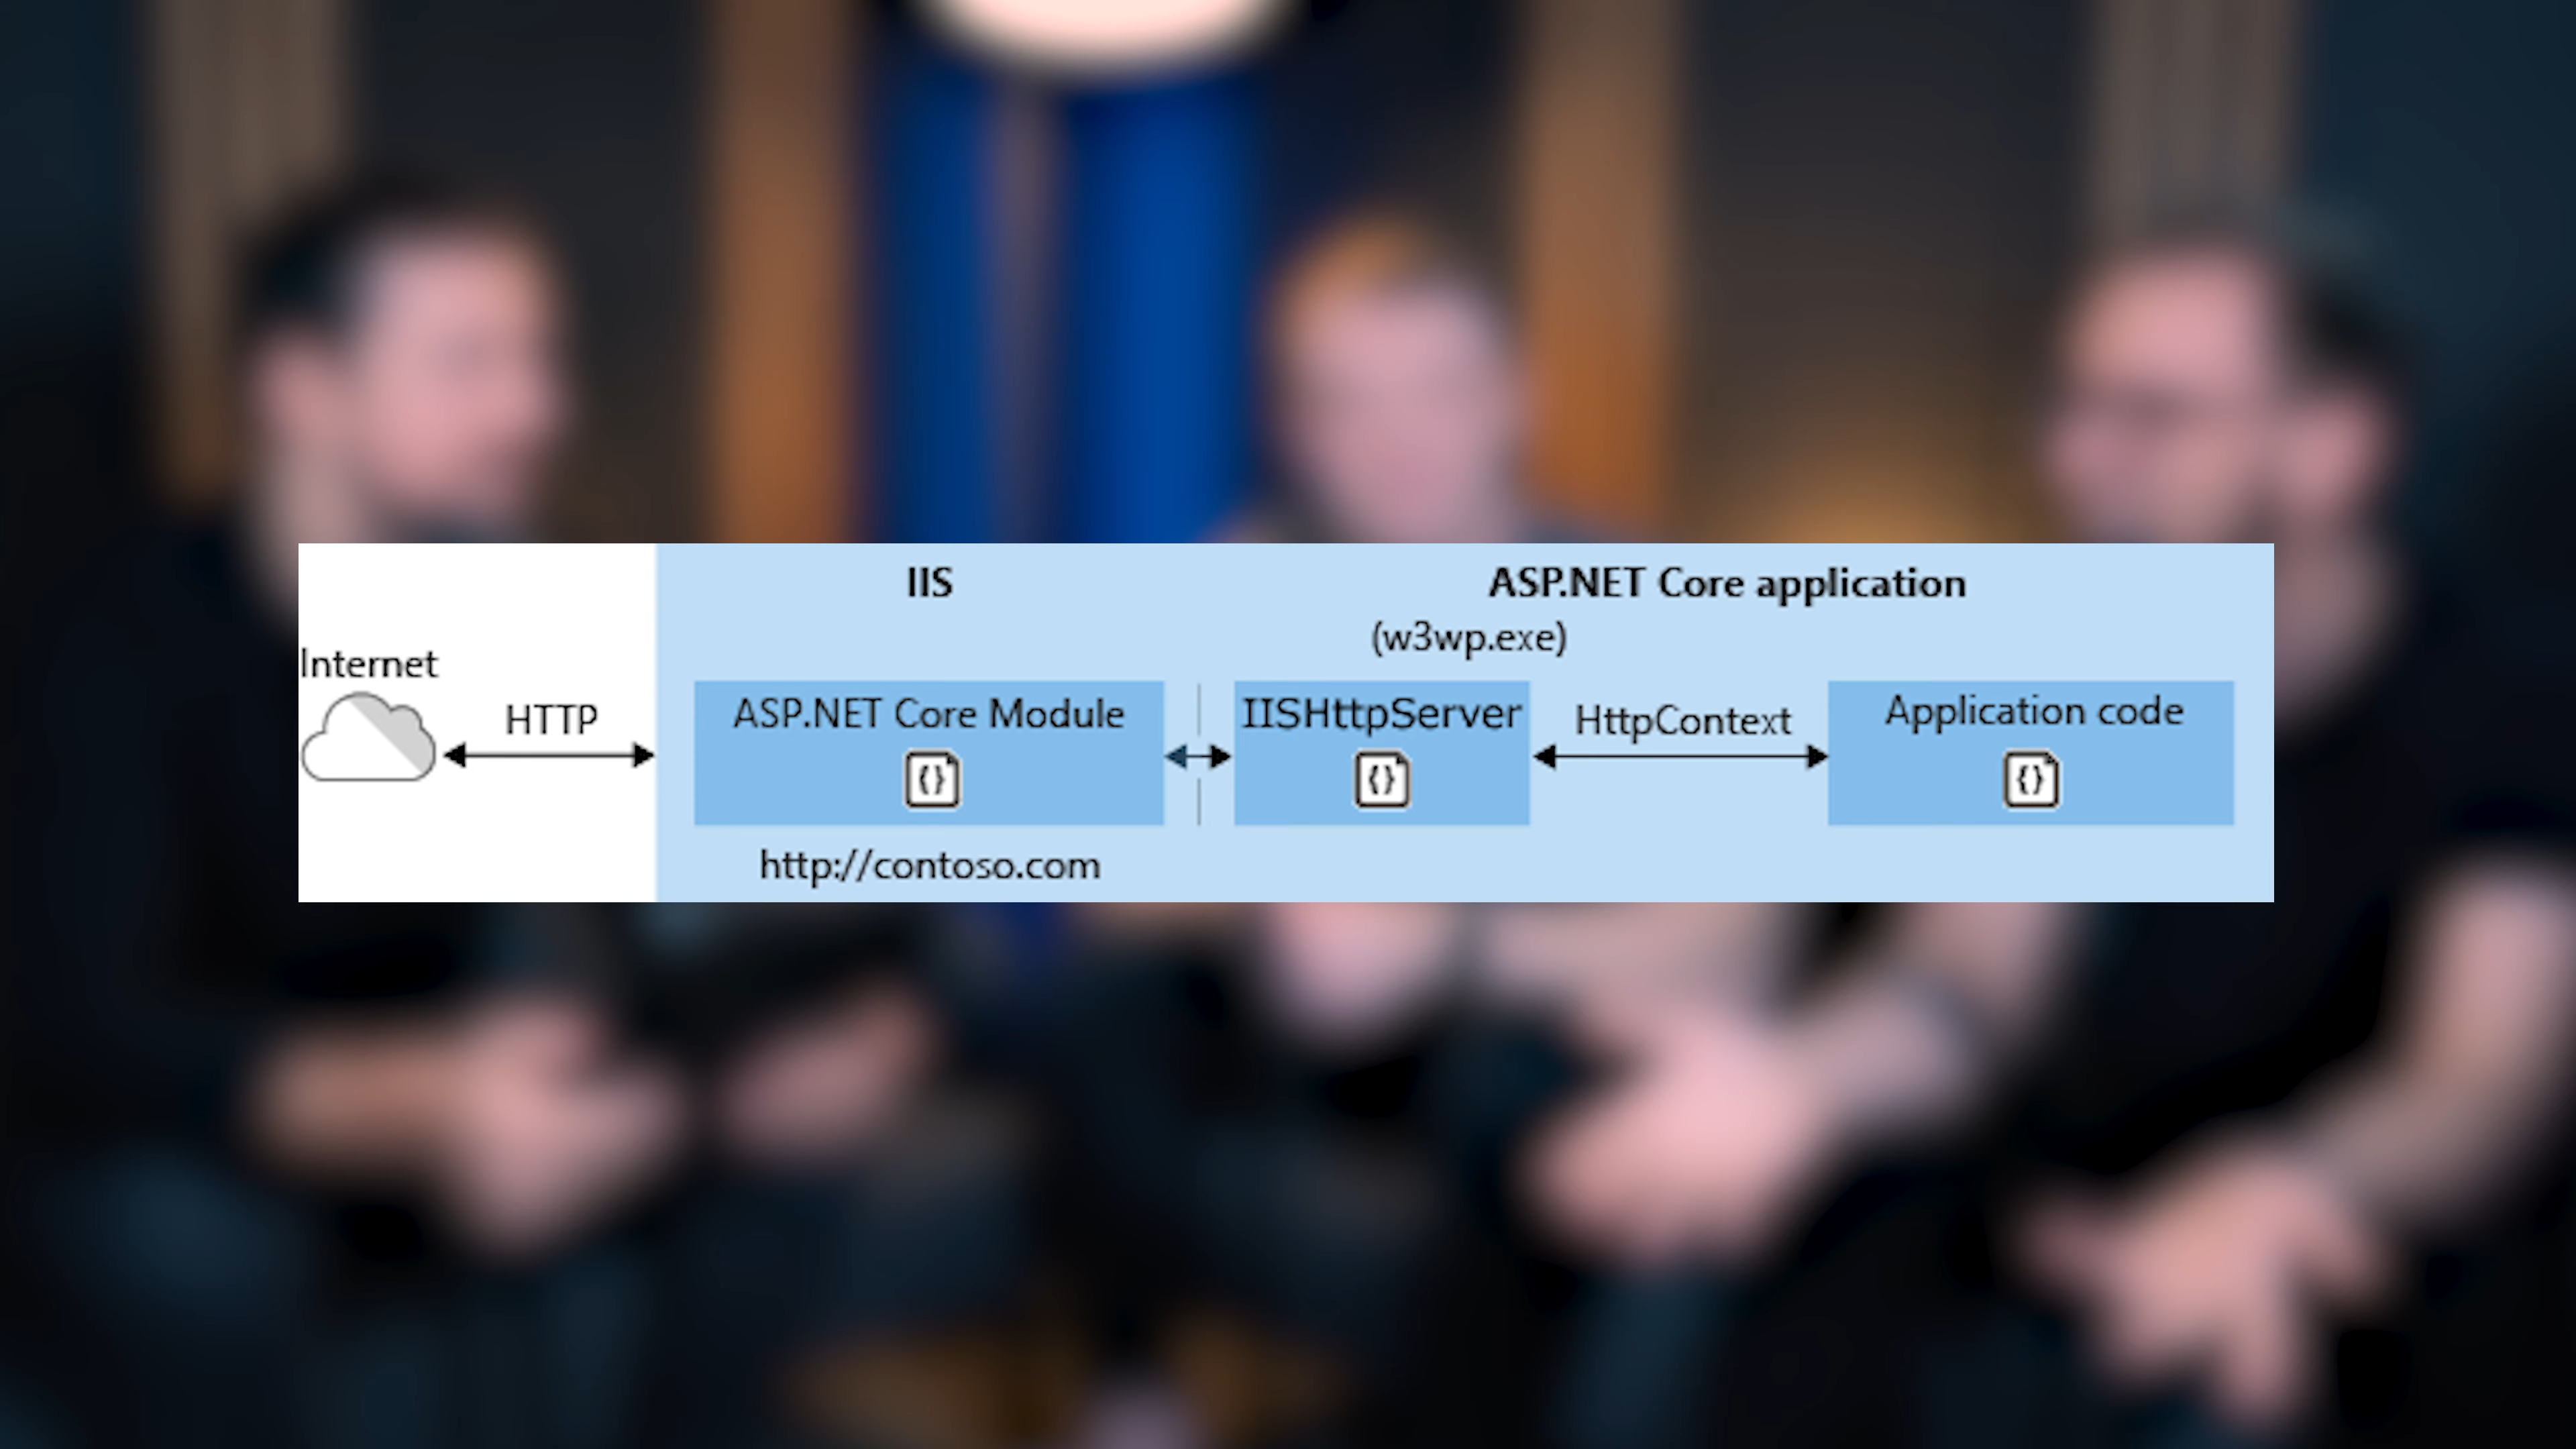 IIS
ASP.NET Core application
(w3wp.exe)
Internet
HTTP
ASP.NET Core Module
{}
IISHttpServer
{}
HttpContext
Application code
{}
http://contoso.com